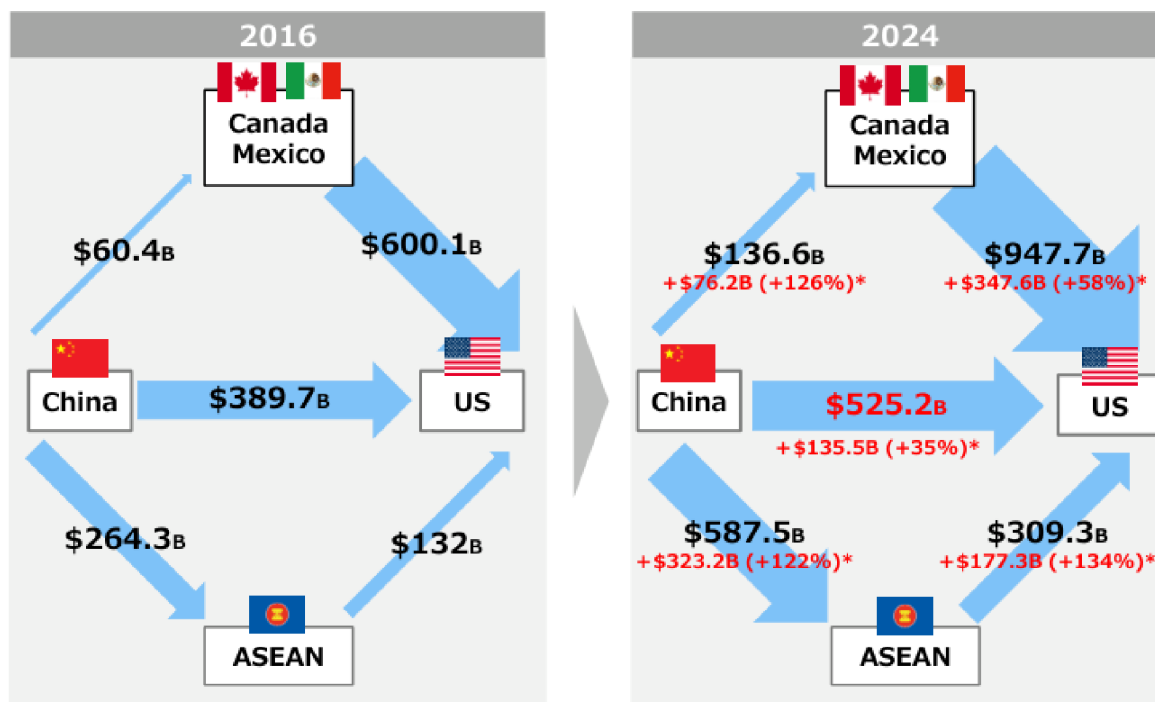 2016
Canada
Mexico
$60.4B
$600.1B
China
$389.7B
US
$264.3B
$132B
ASEAN
2024
Canada
Mexico
$136.6B
+$76.2B (+126%)*
$947.7B
+$347.6B (+58%)*
China
$525.2B
+$135.5B (+35%)*
US
$587.5B
+$323.2B (+122%)*
$309.3B
+$177.3B (+134%)*
ASEAN